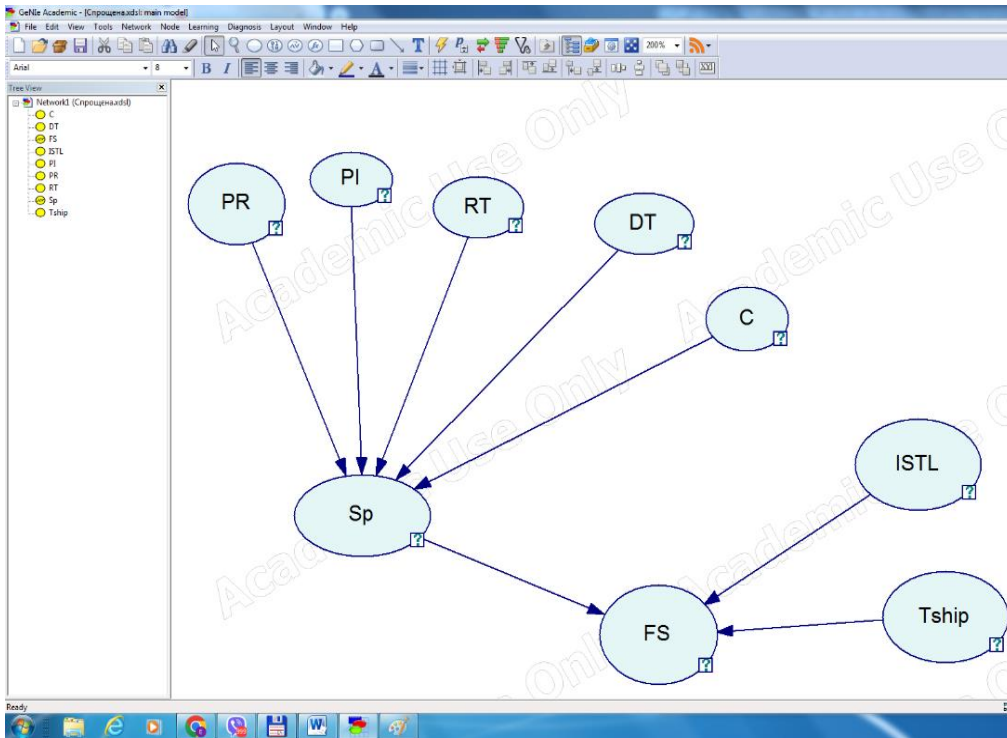 GeNIe Academic - [Спрощена.xdsl: main model]
File Edit View Tools Network Node Learning Diagnosis Layout Window Help
200%
Arial 8 B I A
Tree View
Network1 (Спрощена.xdsl)
C
DT
FS
ISTL
PI
PR
RT
Sp
Tship
PR
PI
RT
DT
C
ISTL
Sp
FS
Tship
Academic Use Only
Academic Use Only
Use Only
Academic
Academic
Academic
Ready